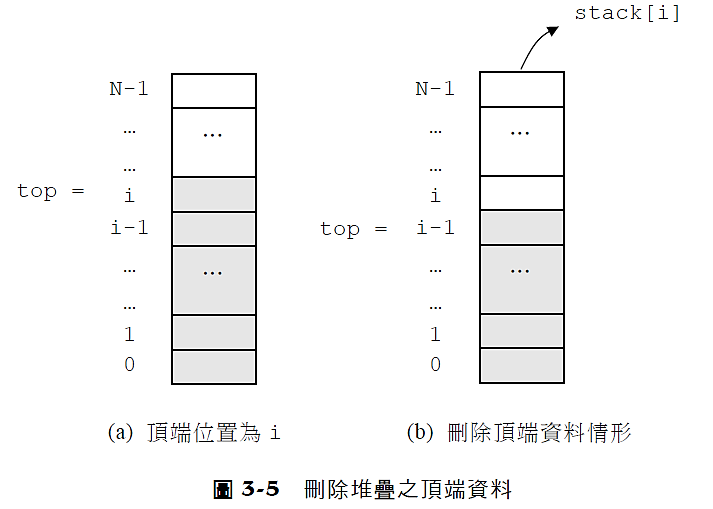 stack[i]
N-1
…
…
…
top = i
i-1
…
…
…
1
0
N-1
…
…
…
i
top = i-1
…
…
…
1
0
(a) 頂端位置為 i
(b) 刪除頂端資料情形
圖 3-5 刪除堆疊之頂端資料